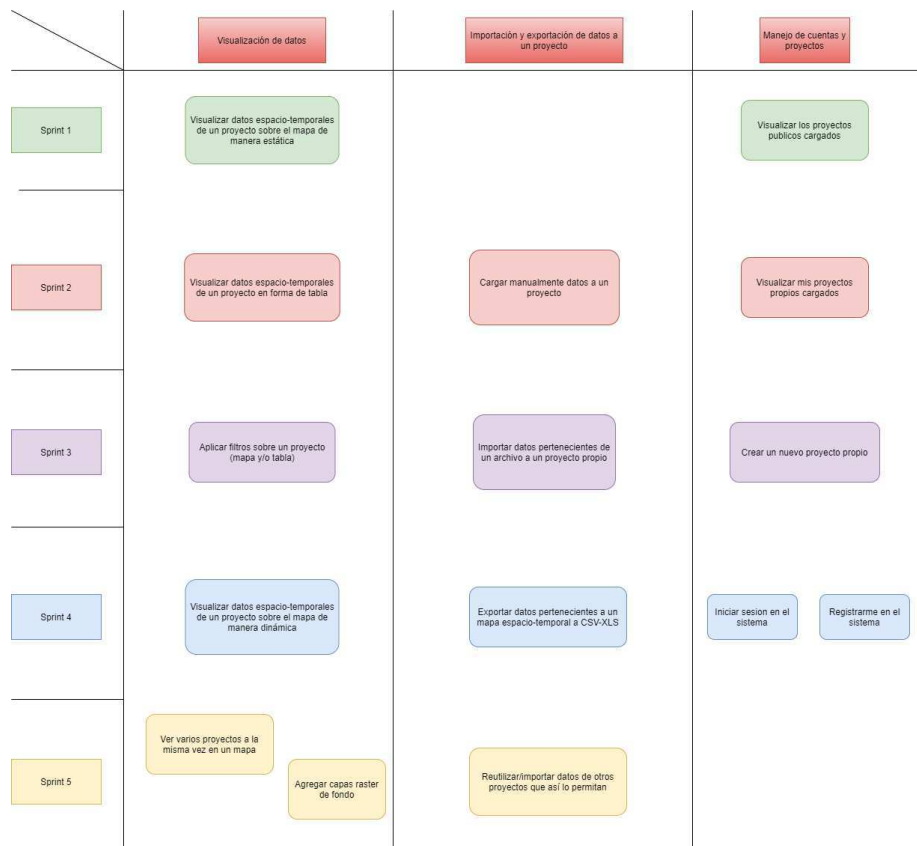 Visualización de datos
Importación y exportación de datos a
un proyecto
Manejo de cuentas y
proyectos
Sprint 1
Visualizar datos espacio-temporales
de un proyecto sobre el mapa de
manera estática
Visualizar los proyectos
publicos cargados
Sprint 2
Visualizar datos espacio-temporales
de un proyecto en forma de tabla
Cargar manualmente datos a un
proyecto
Visualizar mis proyectos
propios cargados
Sprint 3
Aplicar filtros sobre un proyecto
(mapa y/o tabla)
Importar datos pertenecientes de
un archivo a un proyecto propio
Crear un nuevo proyecto propio
Sprint 4
Visualizar datos espacio-temporales
de un proyecto sobre el mapa de
manera dinámica
Exportar datos pertenecientes a un
mapa espacio-temporal a CSV-XLS
Iniciar sesion en el
sistema
Registrarme en el
sistema
Sprint 5
Ver varios proyectos a la
misma vez en un mapa
Agregar capas raster
de fondo
Reutilizar/importar datos de otros
proyectos que así lo permitan